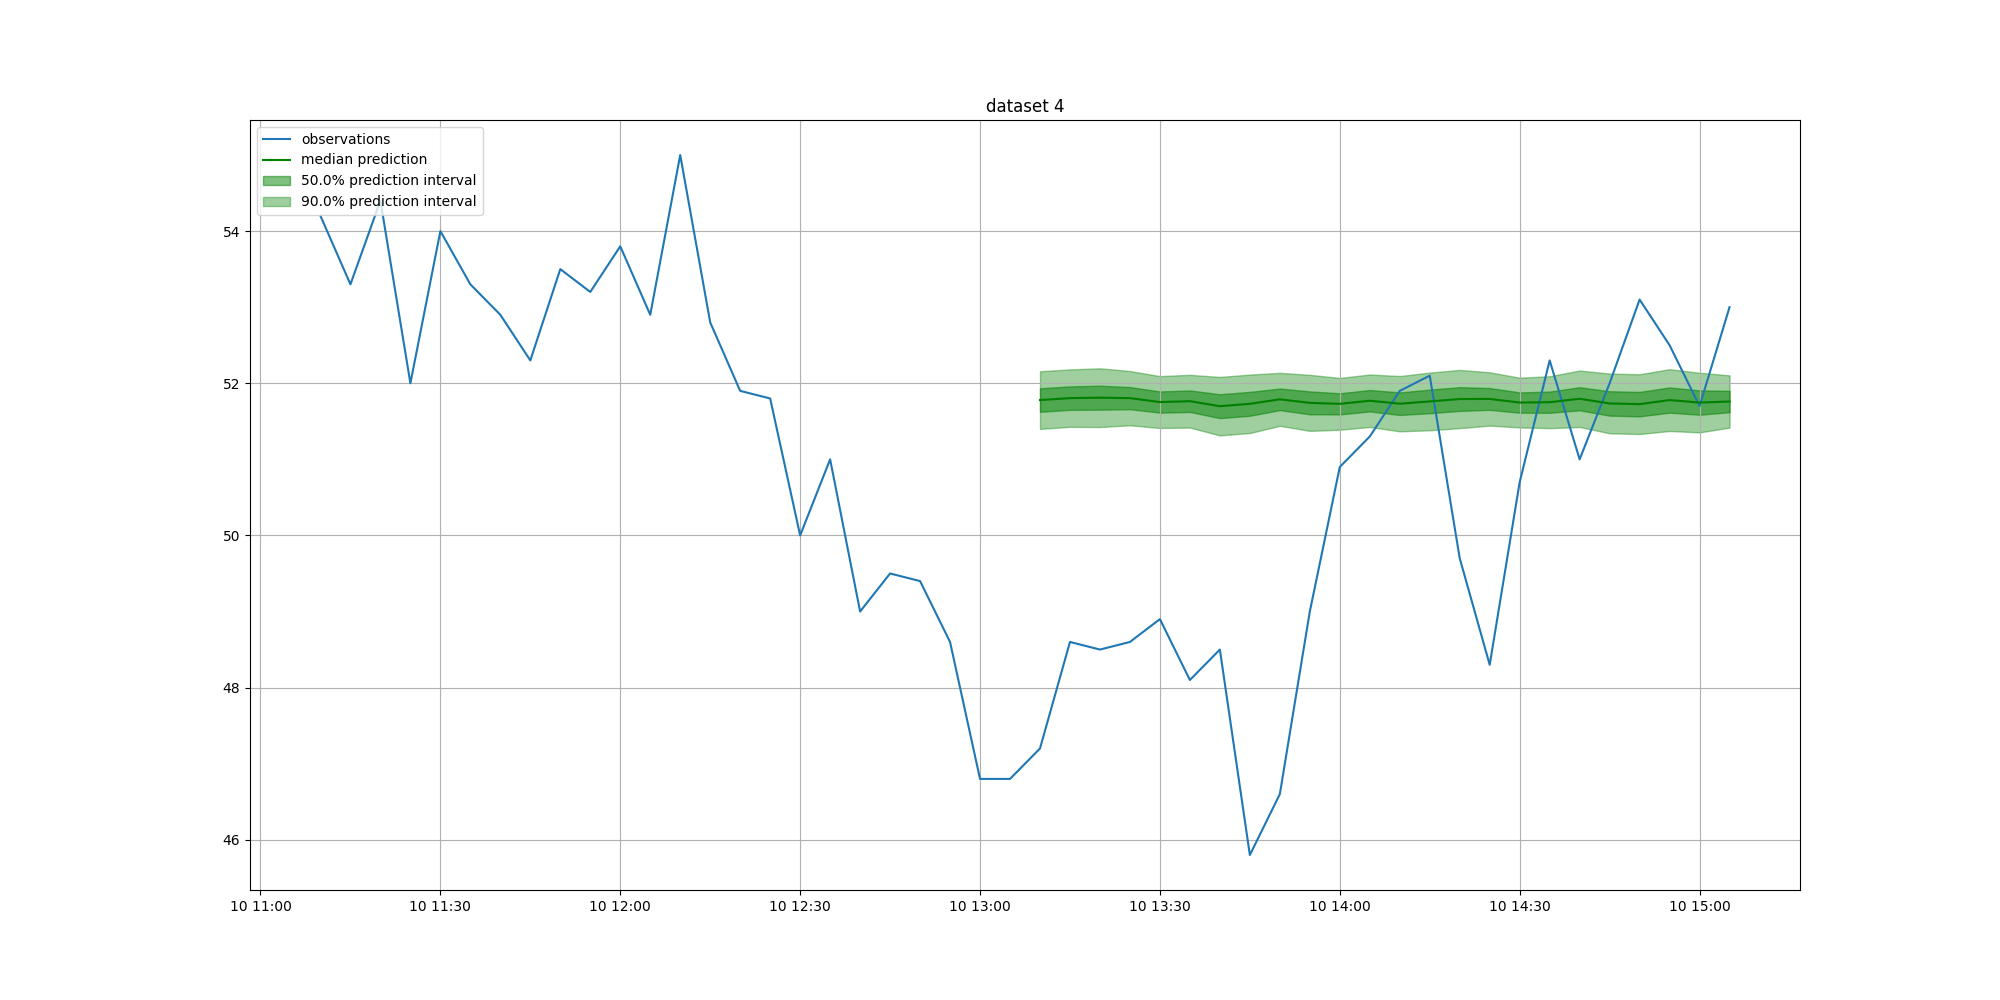 dataset 4
observations
median prediction
50.0% prediction interval
90.0% prediction interval
54
52
50
48
46
10 11:00 10 11:30 10 12:00 10 12:30 10 13:00 10 13:30 10 14:00 10 14:30 10 15:00